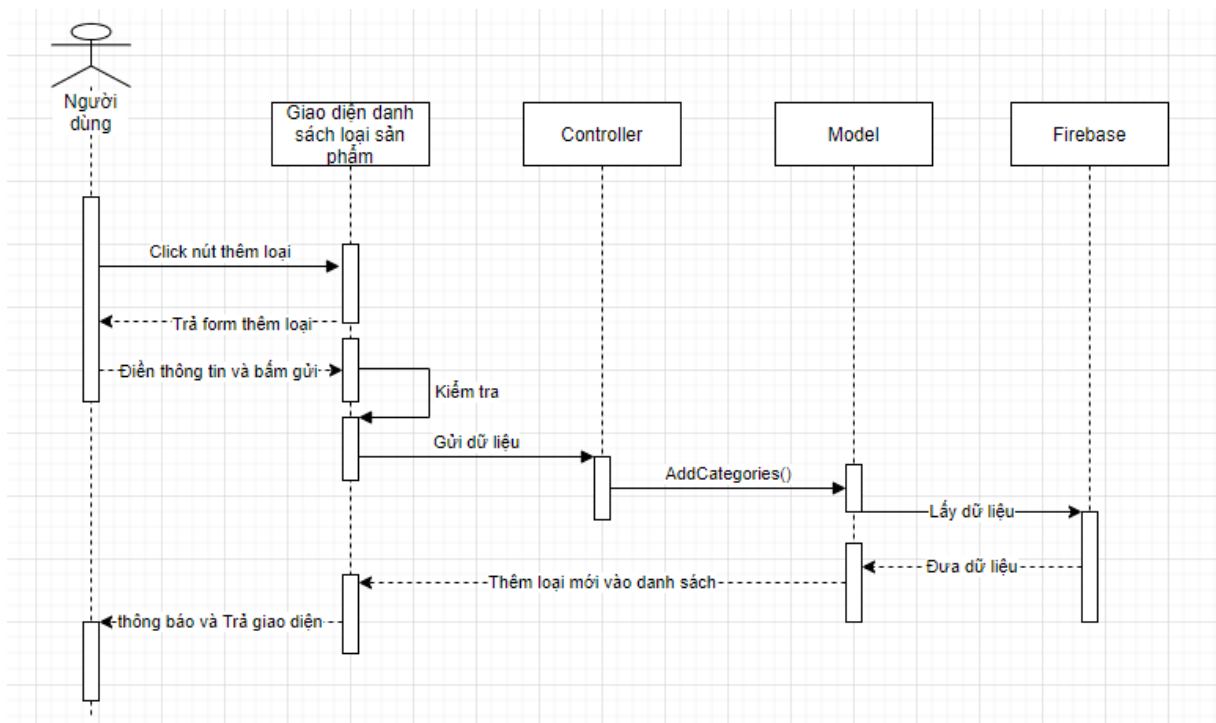 Người
dùng
Giao diện danh
sách loại sản
phẩm
Controller
Model
Firebase
Click nút thêm loại
Trả form thêm loại
Điền thông tin và bấm gửi
Kiểm tra
Gửi dữ liệu
AddCategories()
Lấy dữ liệu
Đưa dữ liệu
Thêm loại mới vào danh sách
thông báo và Trả giao diện